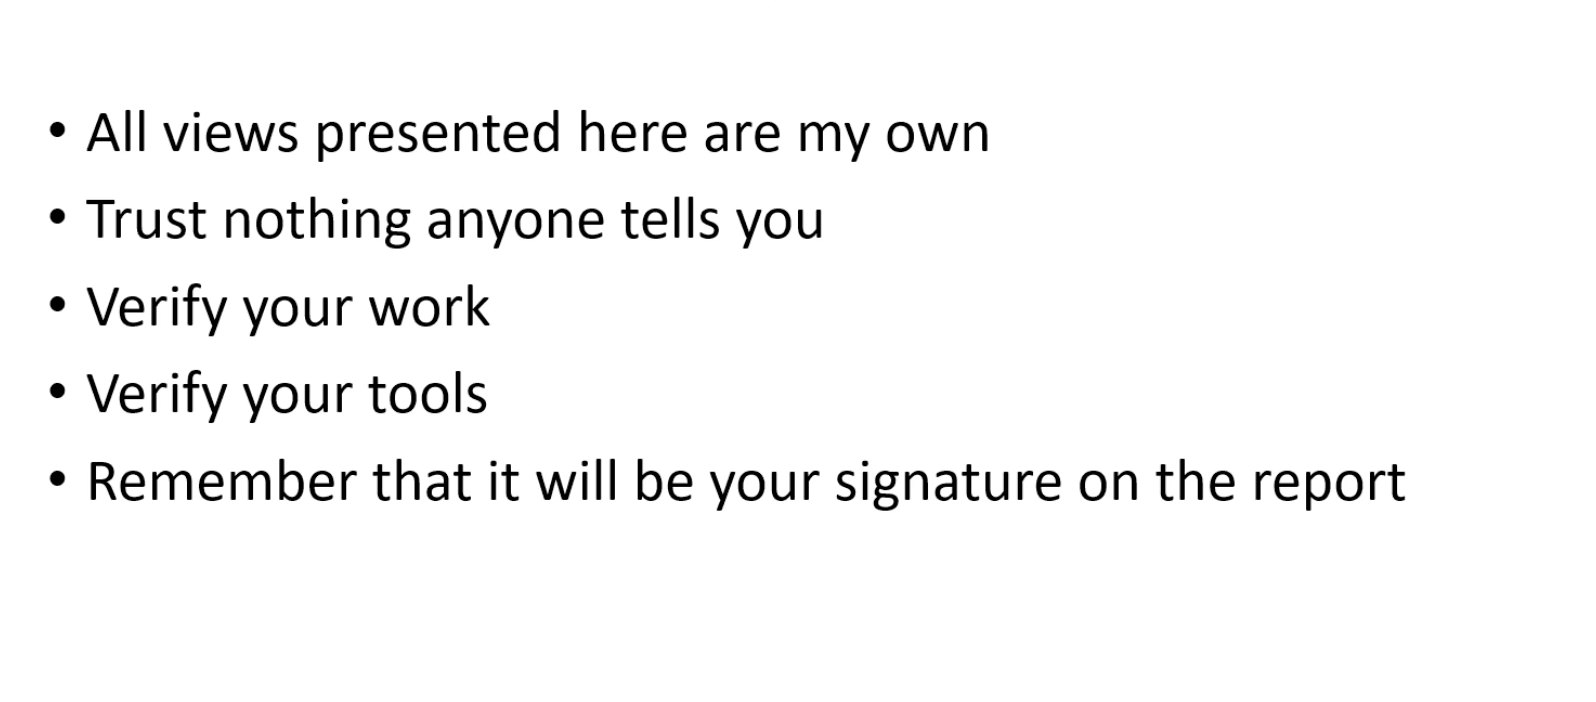 • All views presented here are my own
• Trust nothing anyone tells you
• Verify your work
• Verify your tools
• Remember that it will be your signature on the report